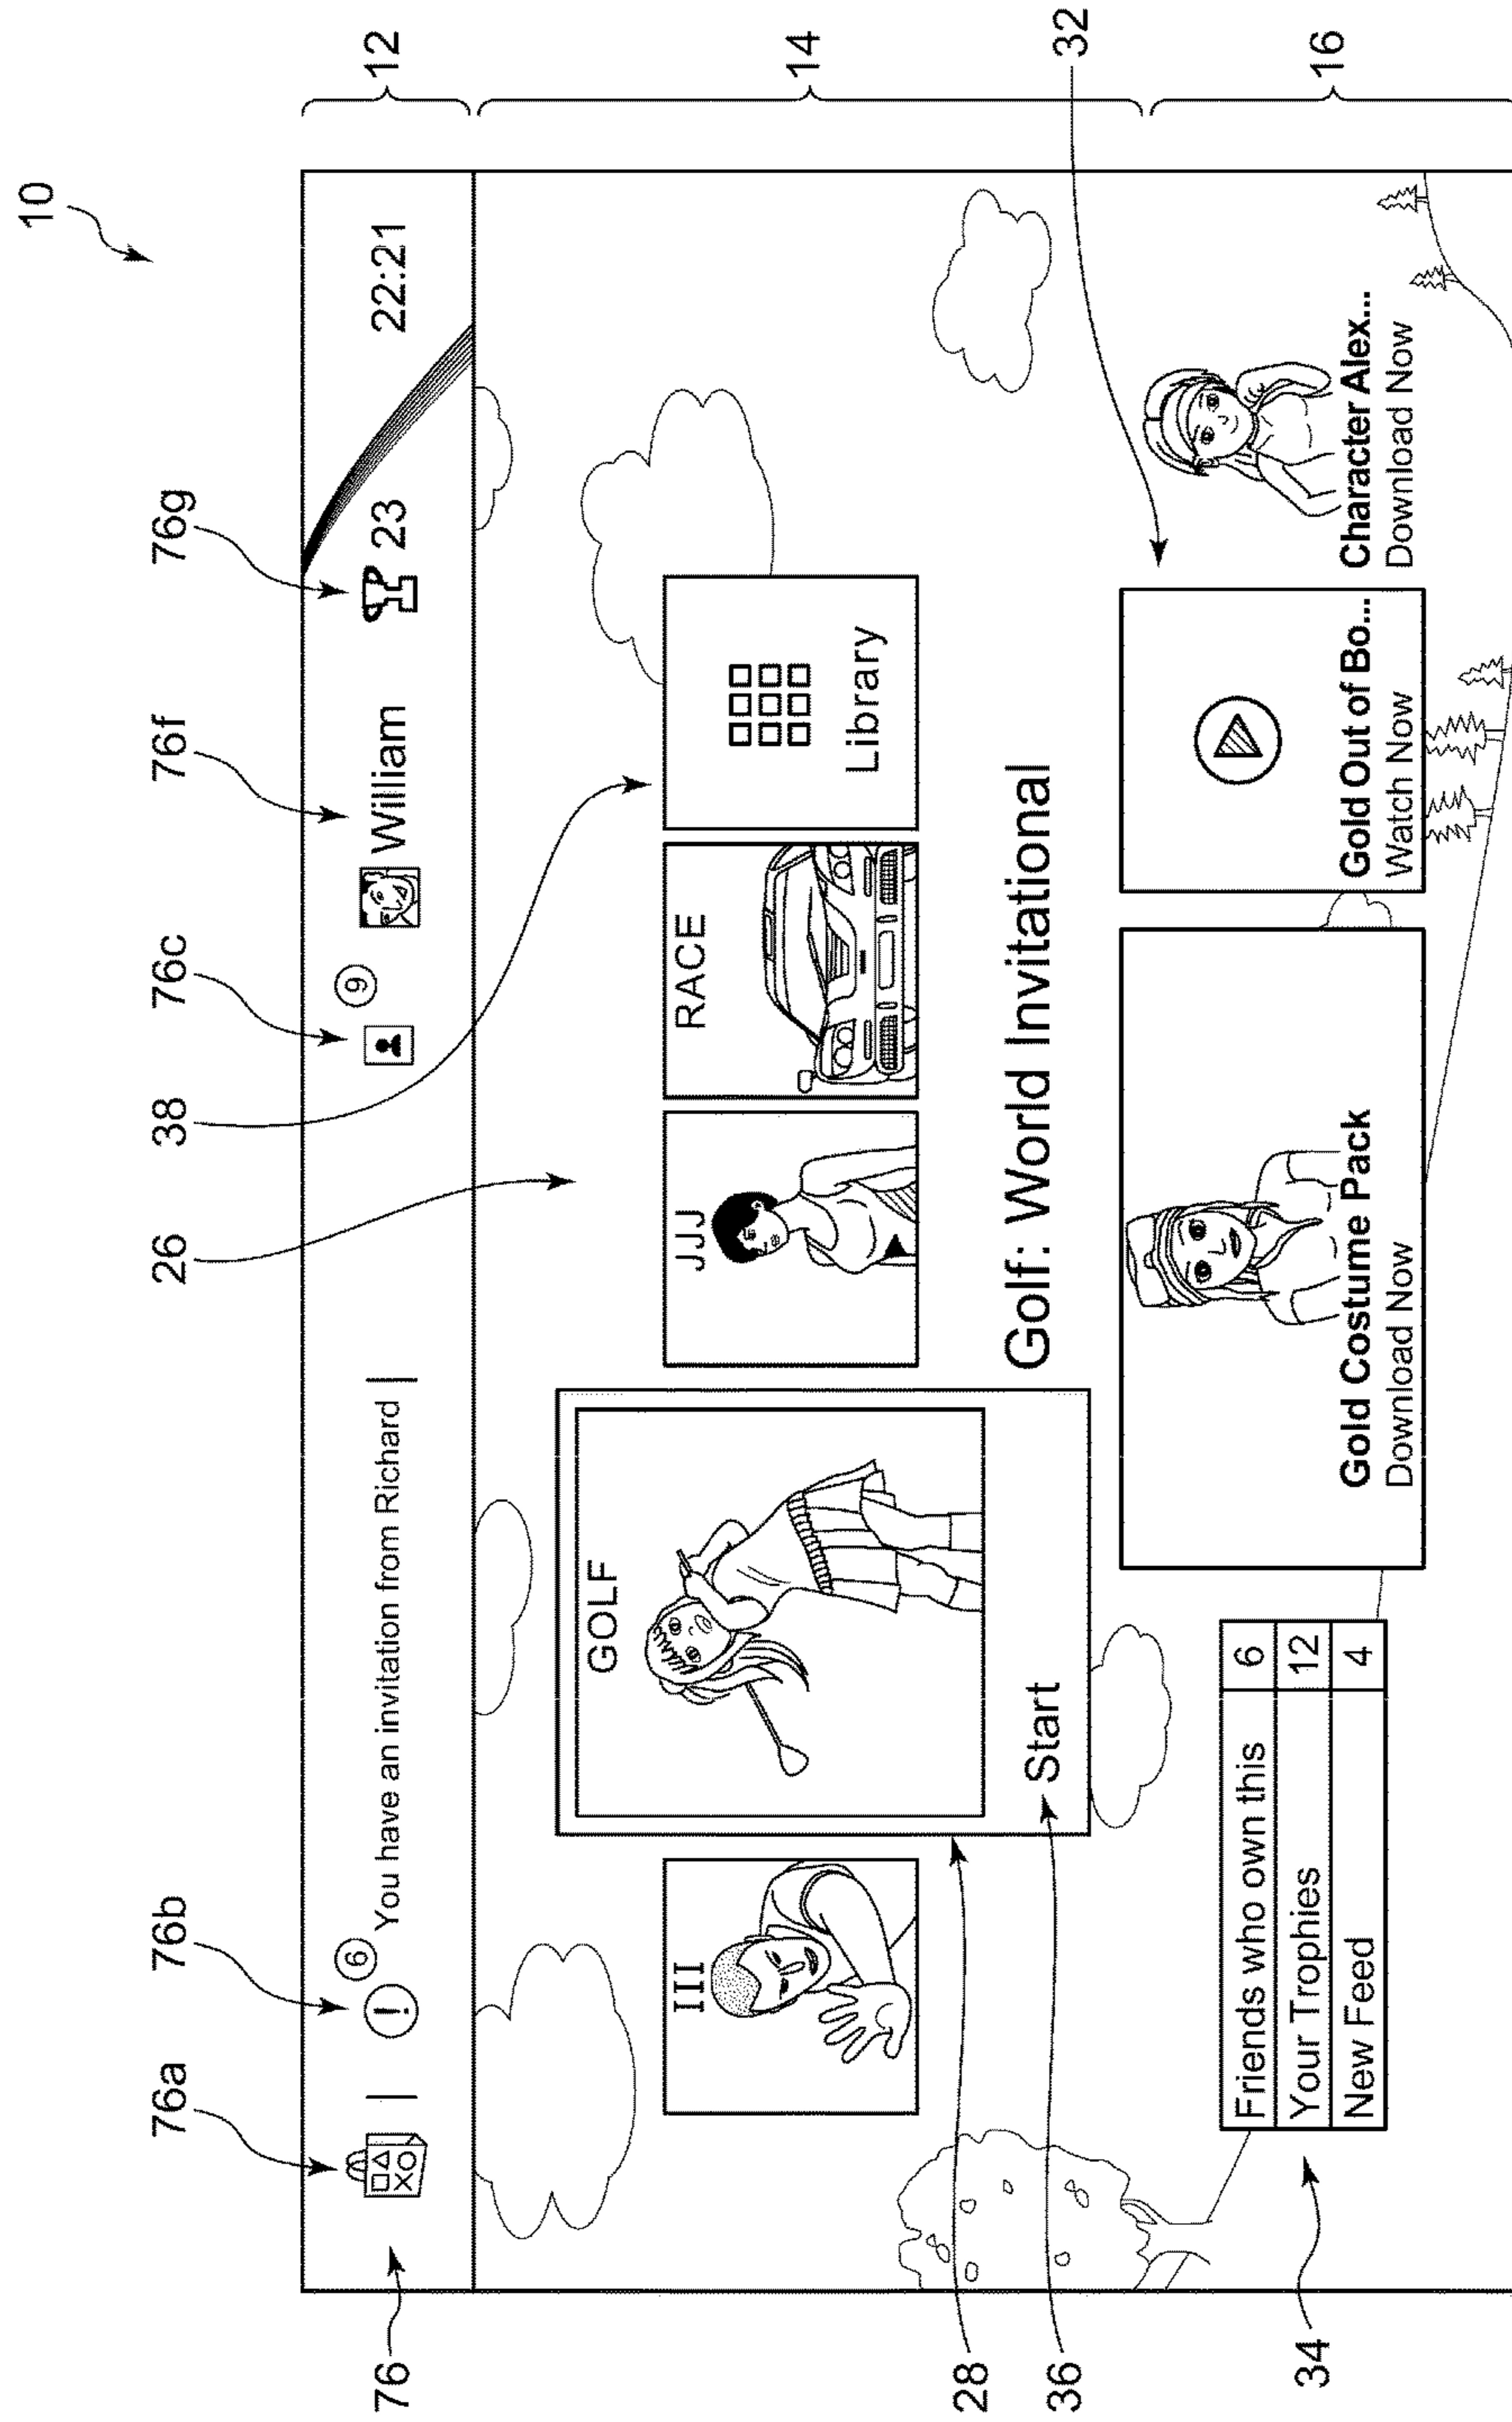 10
76a 76b 76c 76f 76g
26 38
76
6
9
You have an invitation from Richard
William
23
22:21
12
GOLF
III
JJJ
RACE
Library
14
28
Start
36
Golf: World Invitational
32
Friends who own this 6
Your Trophies 12
New Feed 4
34
Gold Costume Pack
Download Now
Gold Out of Bo...
Watch Now
Character Alex...
Download Now
16